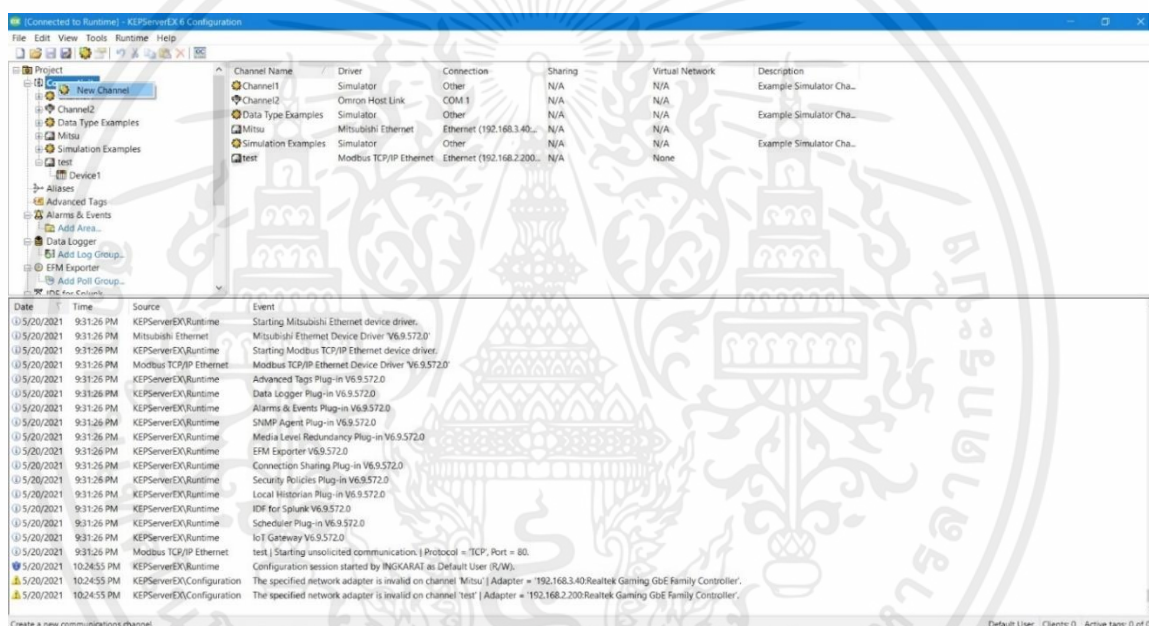 [Connected to Runtime] - KEPServerEX 6 Configuration
File Edit View Tools Runtime Help
Project
New Channel
Channel2
Data Type Examples
Mitsu
Simulation Examples
test
Device1
Aliases
Advanced Tags
Alarms & Events
Add Area...
Data Logger
Add Log Group...
EFM Exporter
Add Poll Group...
IDF for Splunk
Channel Name Driver Connection Sharing Virtual Network Description
Channel1 Simulator Other N/A N/A Example Simulator Cha...
Channel2 Omron Host Link COM 1 N/A N/A
Data Type Examples Simulator Other N/A N/A Example Simulator Cha...
Mitsu Mitsubishi Ethernet Ethernet (192.168.3.40:... N/A N/A
Simulation Examples Simulator Other N/A N/A Example Simulator Cha...
test Modbus TCP/IP Ethernet Ethernet (192.168.2.200... N/A None
Date Time Source Event
5/20/2021 9:31:26 PM KEPServerEX\Runtime Starting Mitsubishi Ethernet device driver.
5/20/2021 9:31:26 PM Mitsubishi Ethernet Mitsubishi Ethernet Device Driver 'V6.9.572.0'
5/20/2021 9:31:26 PM KEPServerEX\Runtime Starting Modbus TCP/IP Ethernet device driver.
5/20/2021 9:31:26 PM Modbus TCP/IP Ethernet Modbus TCP/IP Ethernet Device Driver 'V6.9.572.0'
5/20/2021 9:31:26 PM KEPServerEX\Runtime Advanced Tags Plug-in V6.9.572.0
5/20/2021 9:31:26 PM KEPServerEX\Runtime Data Logger Plug-in V6.9.572.0
5/20/2021 9:31:26 PM KEPServerEX\Runtime Alarms & Events Plug-in V6.9.572.0
5/20/2021 9:31:26 PM KEPServerEX\Runtime SNMP Agent Plug-in V6.9.572.0
5/20/2021 9:31:26 PM KEPServerEX\Runtime Media Level Redundancy Plug-in V6.9.572.0
5/20/2021 9:31:26 PM KEPServerEX\Runtime EFM Exporter V6.9.572.0
5/20/2021 9:31:26 PM KEPServerEX\Runtime Connection Sharing Plug-in V6.9.572.0
5/20/2021 9:31:26 PM KEPServerEX\Runtime Security Policies Plug-in V6.9.572.0
5/20/2021 9:31:26 PM KEPServerEX\Runtime Local Historian Plug-in V6.9.572.0
5/20/2021 9:31:26 PM KEPServerEX\Runtime IDF for Splunk V6.9.572.0
5/20/2021 9:31:26 PM KEPServerEX\Runtime Scheduler Plug-in V6.9.572.0
5/20/2021 9:31:26 PM KEPServerEX\Runtime IoT Gateway V6.9.572.0
5/20/2021 9:31:26 PM Modbus TCP/IP Ethernet test | Starting unsolicited communication. | Protocol = 'TCP', Port = 80.
5/20/2021 10:24:55 PM KEPServerEX\Runtime Configuration session started by INGKARAT as Default User (R/W).
5/20/2021 10:24:55 PM KEPServerEX\Configuration The specified network adapter is invalid on channel 'Mitsu' | Adapter = '192.168.3.40:Realtek Gaming GbE Family Controller'.
5/20/2021 10:24:55 PM KEPServerEX\Configuration The specified network adapter is invalid on channel 'test' | Adapter = '192.168.2.200:Realtek Gaming GbE Family Controller'.
Create a new communications channel Default User Clients: 0 Active tags: 0 of 0